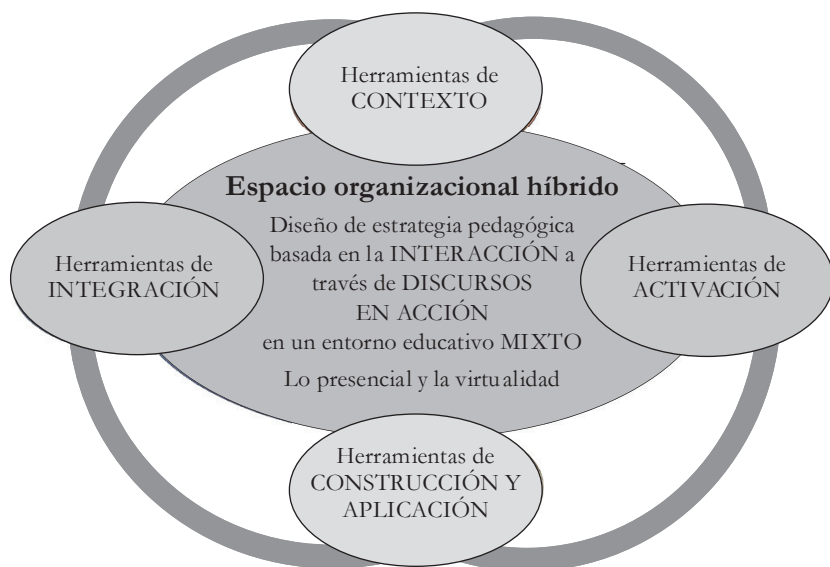 Herramientas de
CONTEXTO
Espacio organizacional híbrido
Diseño de estrategia pedagógica
basada en la INTERACCIÓN a
través de DISCURSOS
EN ACCIÓN
en un entorno educativo MIXTO
Lo presencial y la virtualidad
Herramientas de
INTEGRACIÓN
Herramientas de
ACTIVACIÓN
Herramientas de
CONSTRUCCIÓN Y
APLICACIÓN